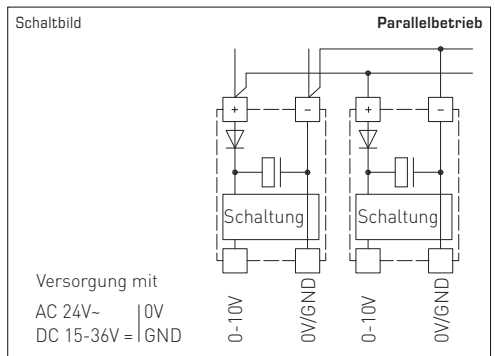 Schaltbild
Parallelbetrieb
+
–
+
–
Schaltung
Schaltung
Versorgung mit
AC 24V~ | 0V
DC 15-36V = | GND
0-10V
0V/GND
0-10V
0V/GND